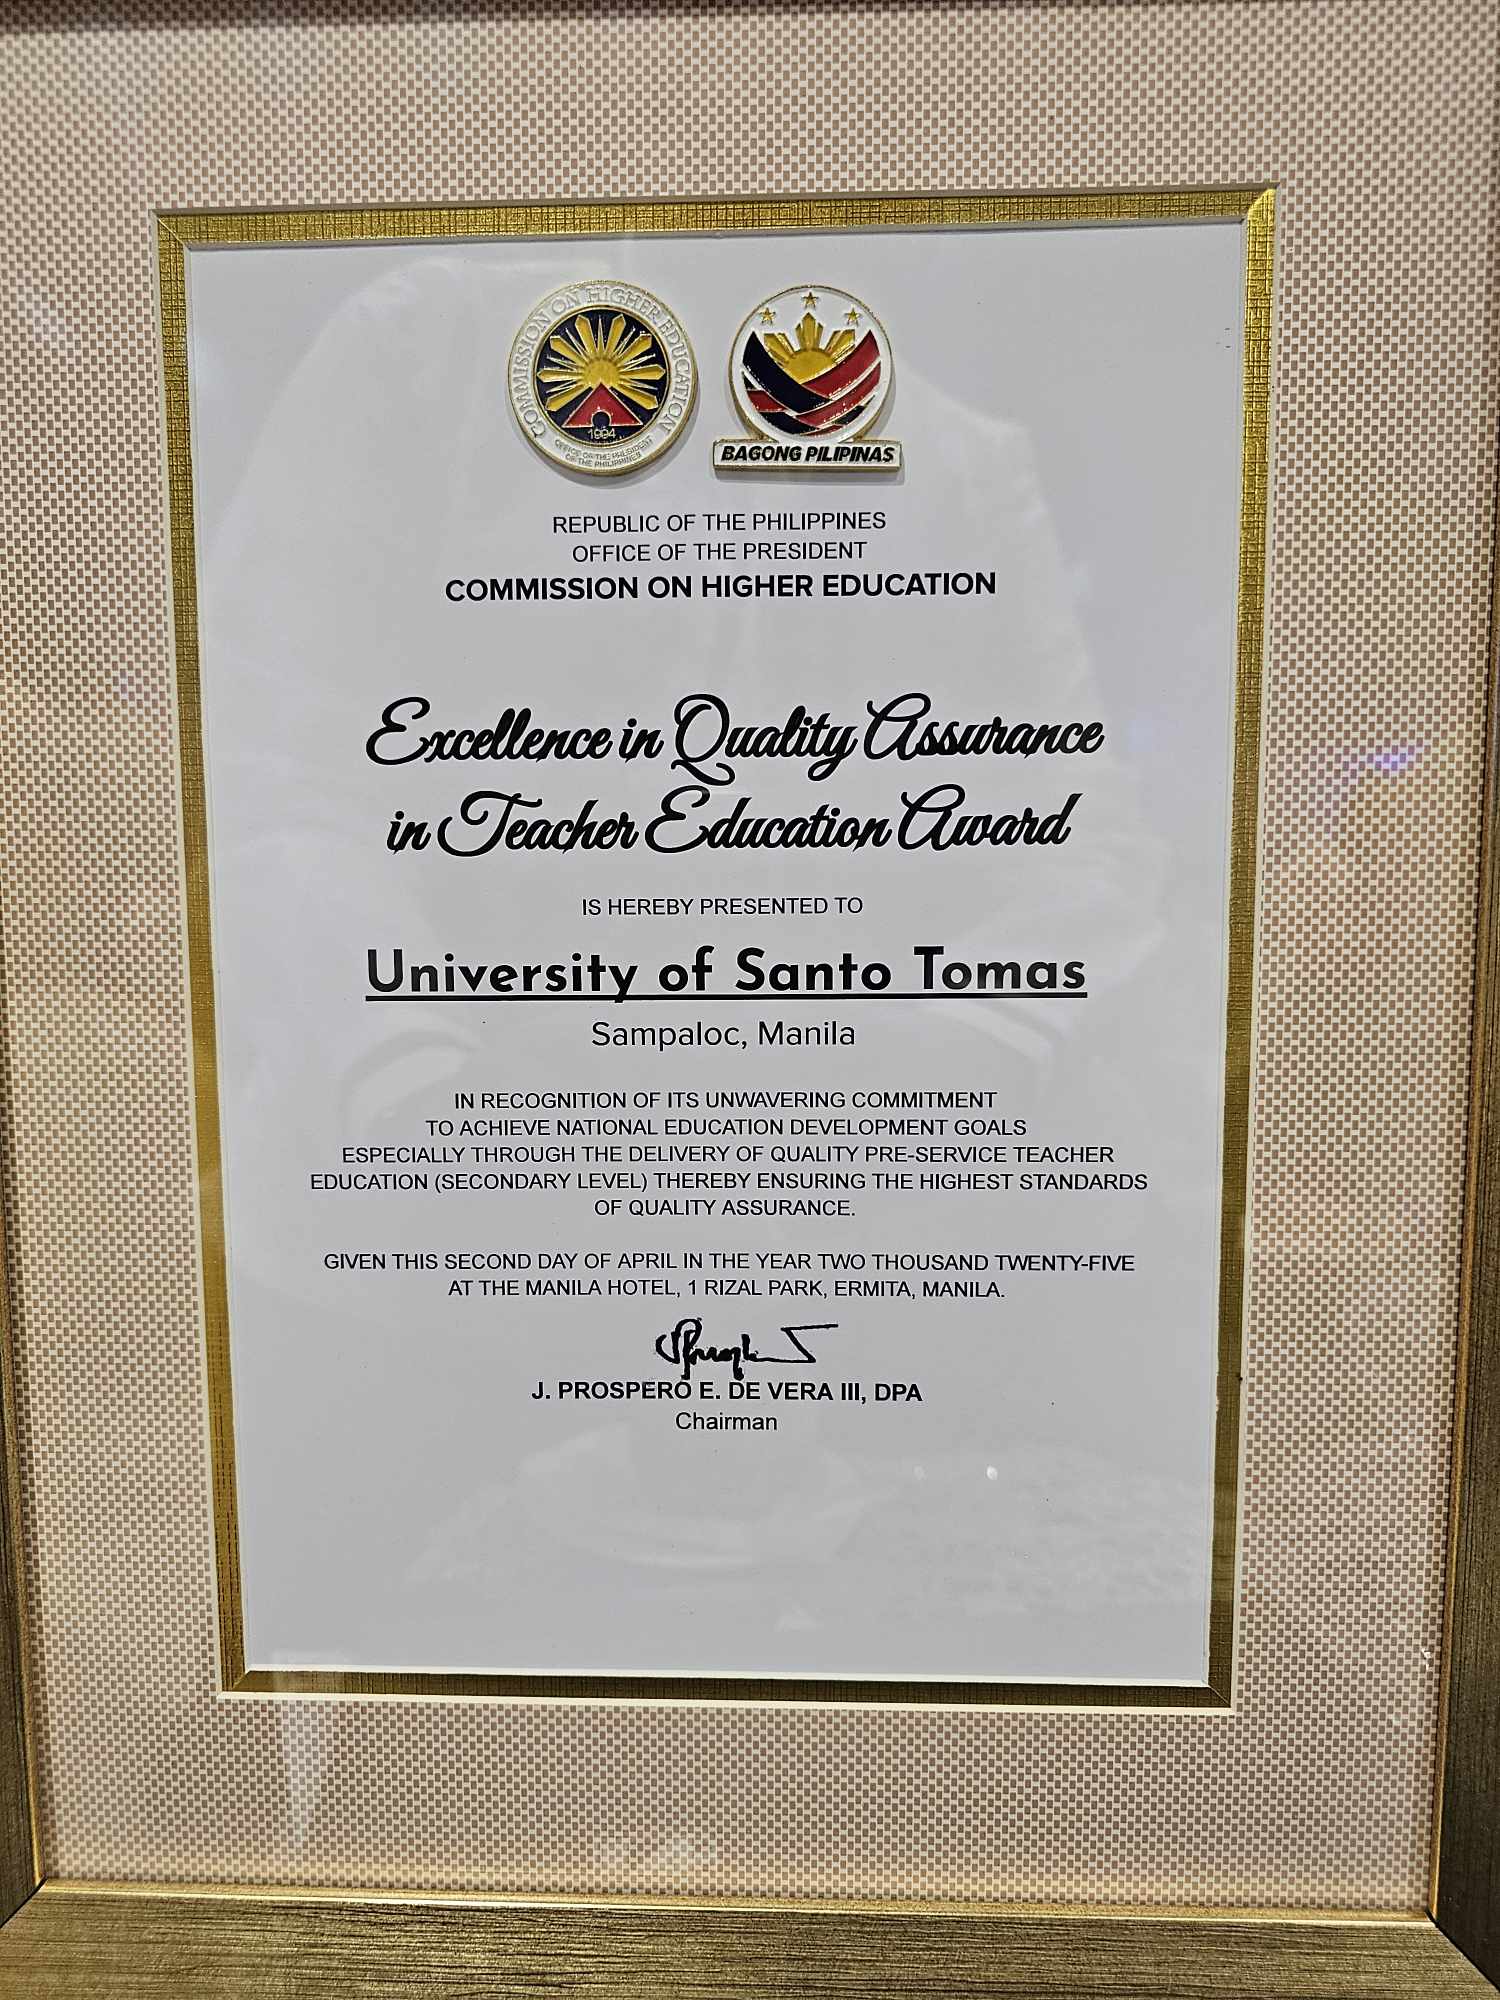 COMMISSION ON HIGHER EDUCATION
1994
OFFICE OF THE PRESIDENT
OF THE PHILIPPINES
BAGONG PILIPINAS
REPUBLIC OF THE PHILIPPINES
OFFICE OF THE PRESIDENT
COMMISSION ON HIGHER EDUCATION
Excellence in Quality Assurance
in Teacher Education Award
IS HEREBY PRESENTED TO
University of Santo Tomas
Sampaloc, Manila
IN RECOGNITION OF ITS UNWAVERING COMMITMENT
TO ACHIEVE NATIONAL EDUCATION DEVELOPMENT GOALS
ESPECIALLY THROUGH THE DELIVERY OF QUALITY PRE-SERVICE TEACHER
EDUCATION (SECONDARY LEVEL) THEREBY ENSURING THE HIGHEST STANDARDS
OF QUALITY ASSURANCE.
GIVEN THIS SECOND DAY OF APRIL IN THE YEAR TWO THOUSAND TWENTY-FIVE
AT THE MANILA HOTEL, 1 RIZAL PARK, ERMITA, MANILA.
J. PROSPERO E. DE VERA III, DPA
Chairman